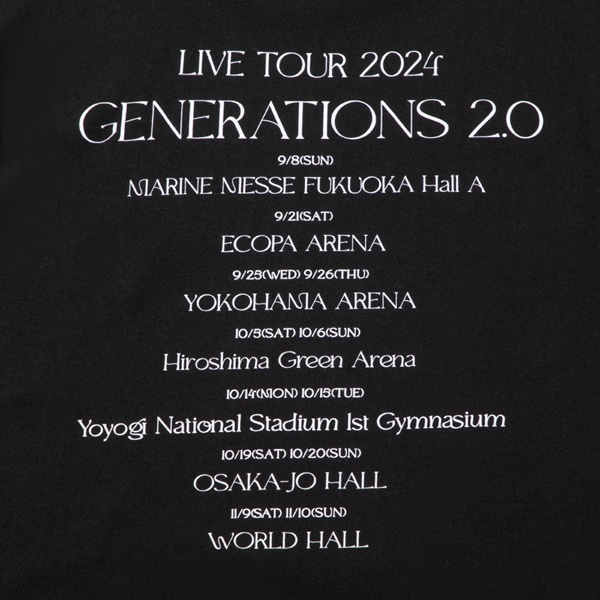 LIVE TOUR 2024
GENERATIONS 2.0
9/8(SUN)
MARINE MESSE FUKUOKA Hall A
9/21(SAT)
ECOPA ARENA
9/25(WED) 9/26(THU)
YOKOHAMA ARENA
10/5(SAT) 10/6(SUN)
Hiroshima Green Arena
10/14(MON) 10/15(TUE)
Yoyogi National Stadium 1st Gymnasium
10/19(SAT) 10/20(SUN)
OSAKA-JO HALL
11/9(SAT) 11/10(SUN)
WORLD HALL